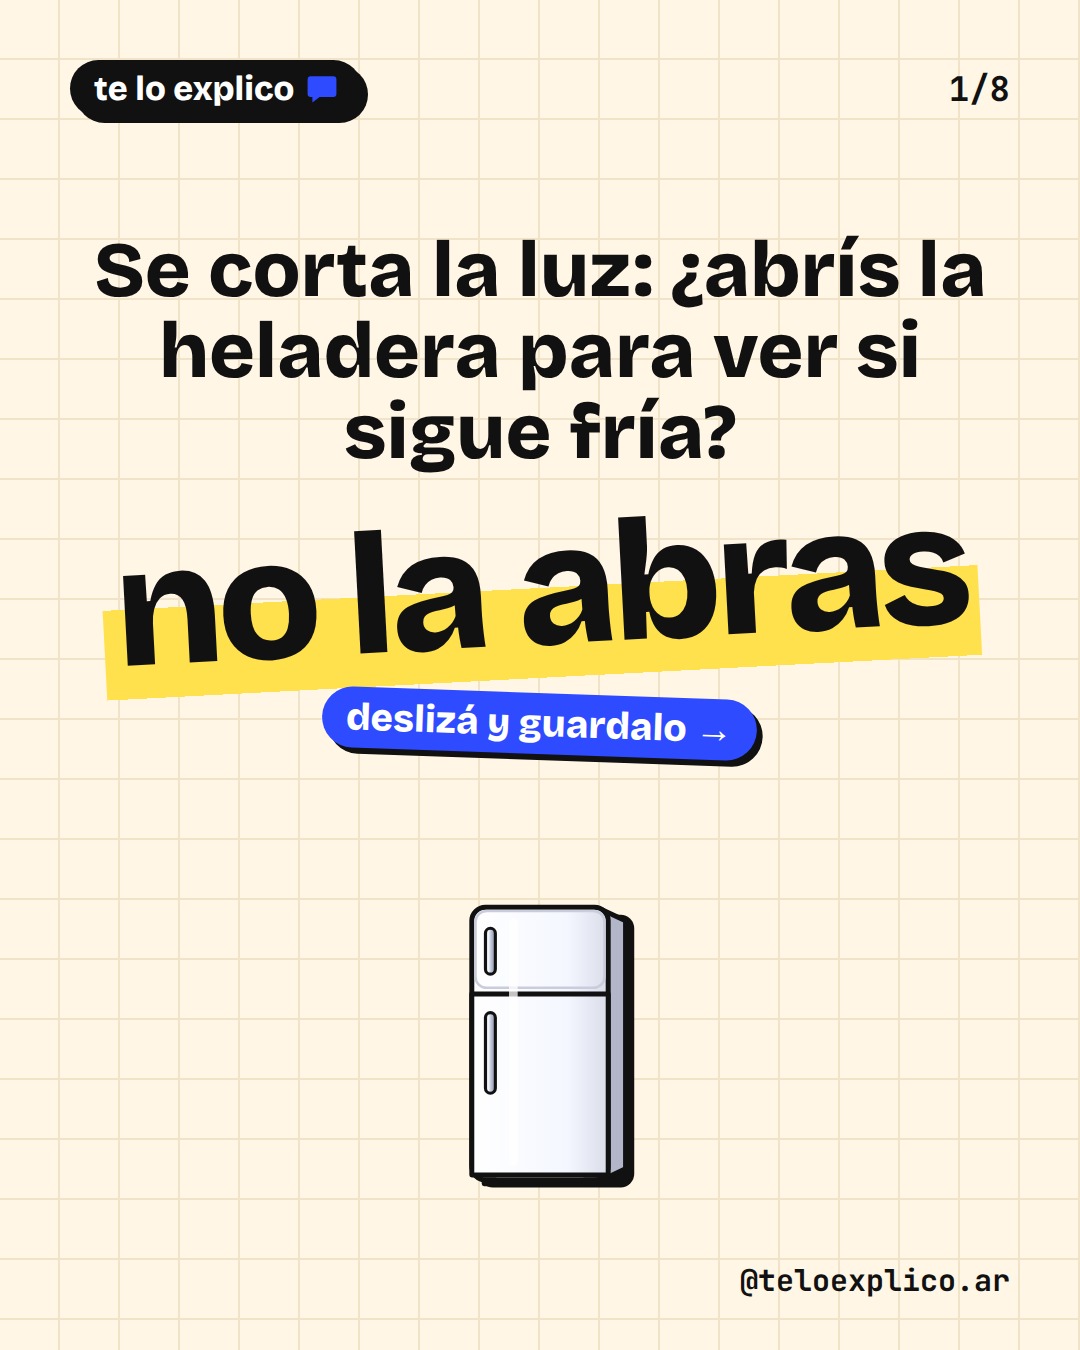 te lo explico
1/8
Se corta la luz: ¿abrís la
heladera para ver si
sigue fría?
no la abras
deslizá y guardalo →
@teloexplico.ar